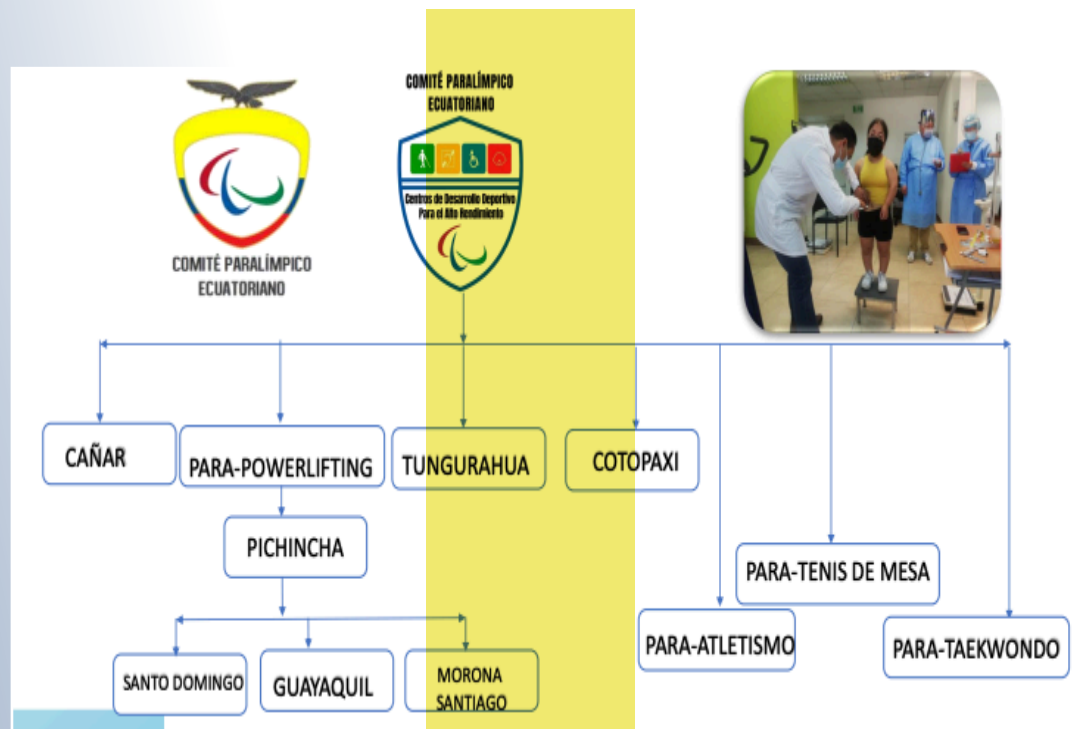 COMITÉ PARALÍMPICO
ECUATORIANO
COMITÉ PARALÍMPICO
ECUATORIANO
Centros de Desarrollo Deportivo
Para el Alto Rendimiento
CAÑAR
PARA-POWERLIFTING
TUNGURAHUA
COTOPAXI
PICHINCHA
PARA-TENIS DE MESA
PARA-ATLETISMO
PARA-TAEKWONDO
SANTO DOMINGO
GUAYAQUIL
MORONA
SANTIAGO